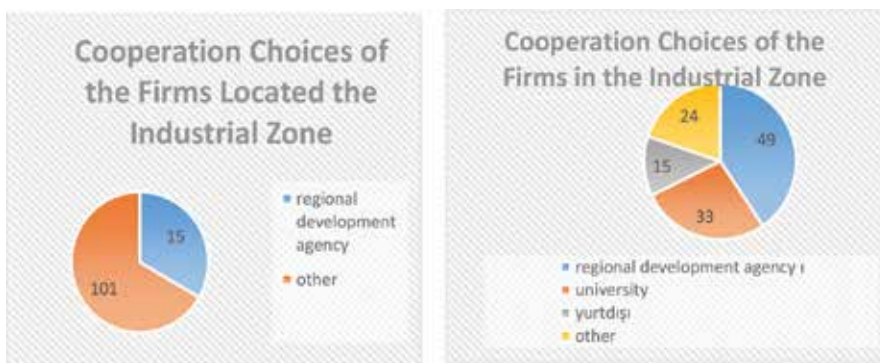 Cooperation Choices of
the Firms Located the
Industrial Zone
15
101
regional
development
agency
other
Cooperation Choices of the
Firms in the Industrial Zone
24
49
15
33
regional development agency ı
university
yurtdışı
other